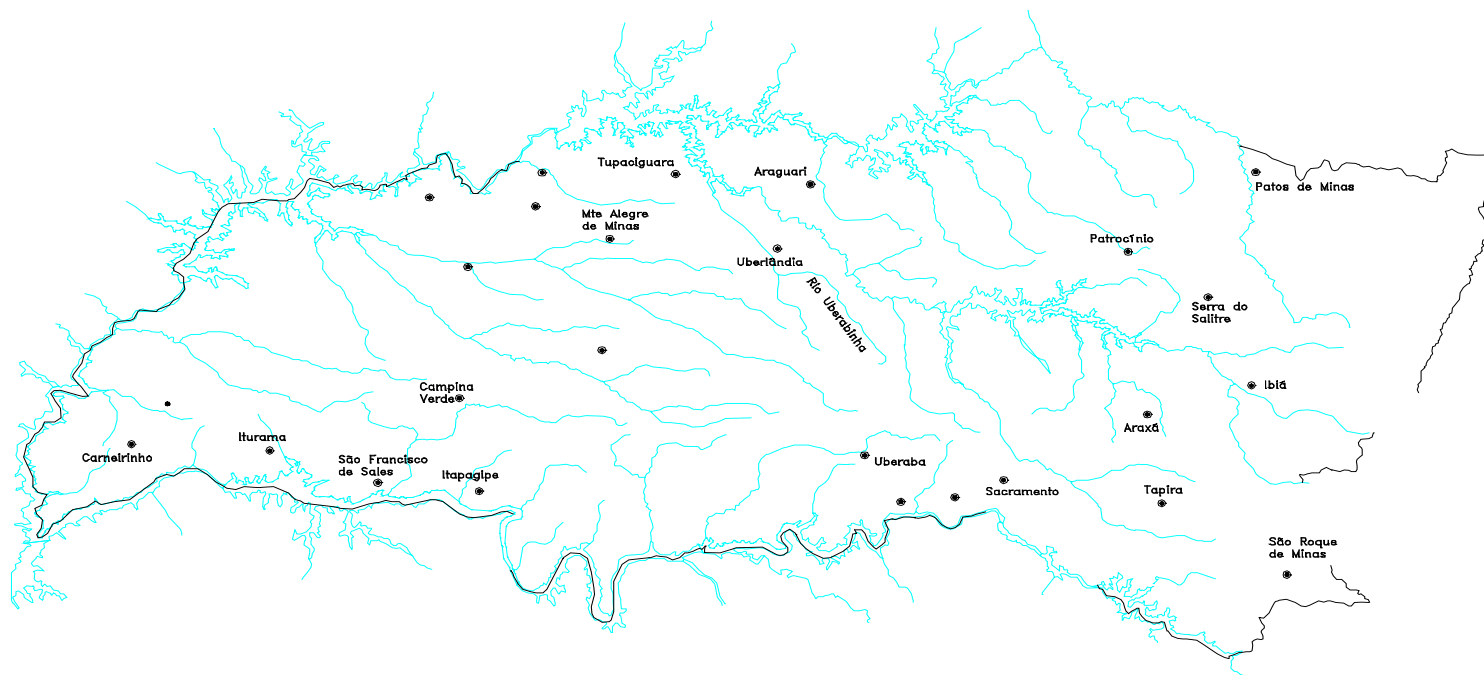 Tupaciguara
Araguari
Patos de Minas
Mte Alegre
de Minas
Patrocínio
Uberlândia
Rio Uberabinha
Serra do
Salitre
Campina
Verde
Ibiá
Araxá
Iturama
Carneirinho
São Francisco
de Sales
Itapagipe
Uberaba
Sacramento
Tapira
São Roque
de Minas